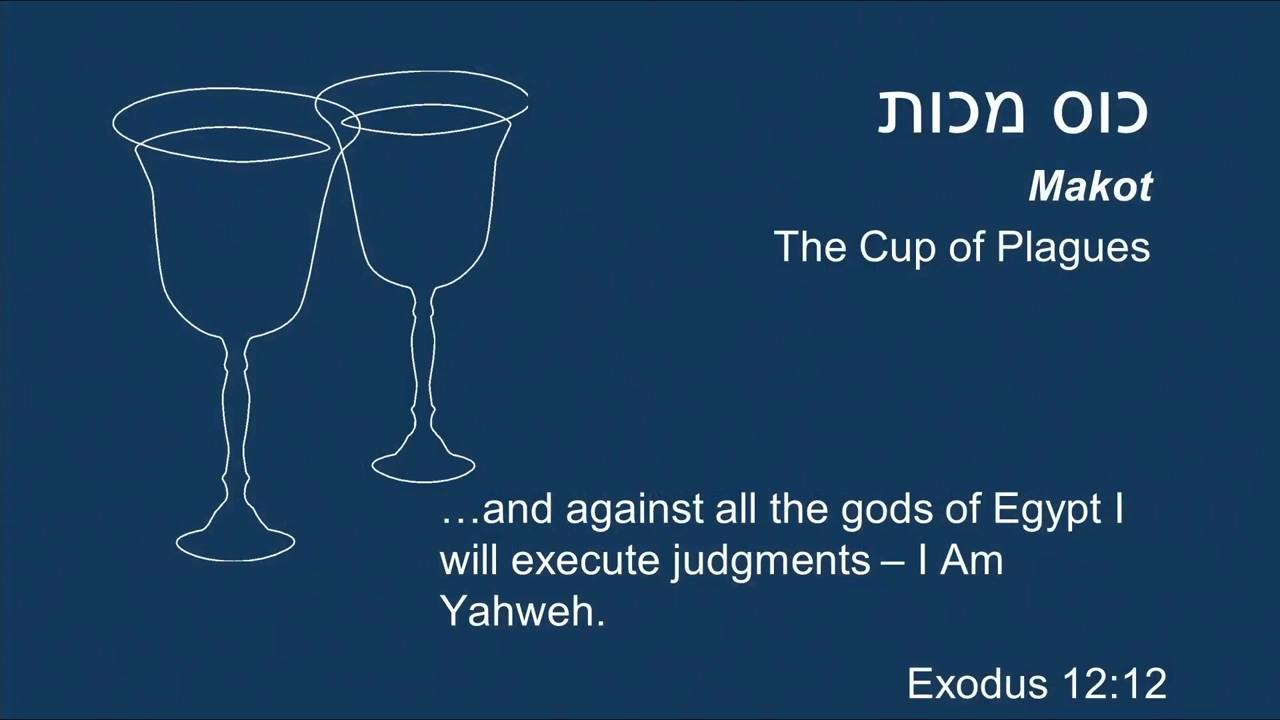 כוס מכות
Makot
The Cup of Plagues
…and against all the gods of Egypt I
will execute judgments – I Am
Yahweh.
Exodus 12:12